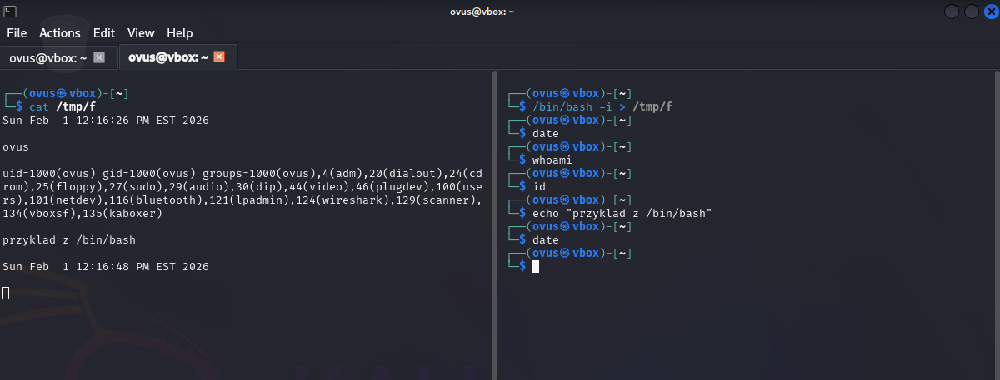 ovus@vbox: ~
File Actions Edit View Help
ovus@vbox: ~
ovus@vbox: ~
┌──(ovus㉿vbox)-[~]
└─$ cat /tmp/f
Sun Feb  1 12:16:26 PM EST 2026

ovus

uid=1000(ovus) gid=1000(ovus) groups=1000(ovus),4(adm),20(dialout),24(cd
rom),25(floppy),27(sudo),29(audio),30(dip),44(video),46(plugdev),100(use
rs),101(netdev),116(bluetooth),121(lpadmin),124(wireshark),129(scanner),
134(vboxsf),135(kaboxer)

przyklad z /bin/bash

Sun Feb  1 12:16:48 PM EST 2026

┌──(ovus㉿vbox)-[~]
└─$ /bin/bash -i > /tmp/f
┌──(ovus㉿vbox)-[~]
└─$ date
┌──(ovus㉿vbox)-[~]
└─$ whoami
┌──(ovus㉿vbox)-[~]
└─$ id
┌──(ovus㉿vbox)-[~]
└─$ echo "przyklad z /bin/bash"
┌──(ovus㉿vbox)-[~]
└─$ date
┌──(ovus㉿vbox)-[~]
└─$